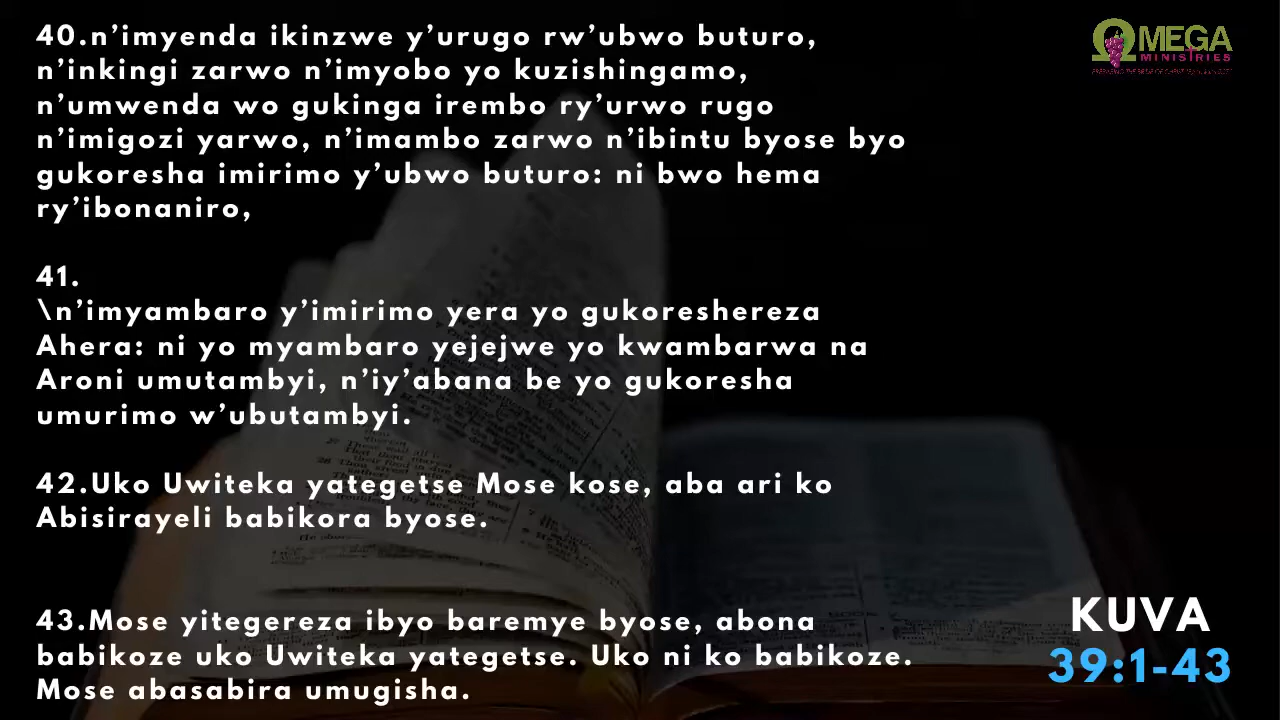 40.n’imyenda ikinzwe y’urugo rw’ubwo buturo,
n’inkingi zarwo n’imyobo yo kuzishingamo,
n’umwenda wo gukinga irembo ry’urwo rugo
n’imigozi yarwo, n’imambo zarwo n’ibintu byose byo
gukoresha imirimo y’ubwo buturo: ni bwo hema
ry’ibonaniro,
41.
\n’imyambaro y’imirimo yera yo gukoreshereza
Ahera: ni yo myambaro yejejwe yo kwambarwa na
Aroni umutambyi, n’iy’abana be yo gukoresha
umurimo w’ubutambyi.
42.Uko Uwiteka yategetse Mose kose, aba ari ko
Abisirayeli babikora byose.
43.Mose yitegereza ibyo baremye byose, abona
babikoze uko Uwiteka yategetse. Uko ni ko babikoze.
Mose abasabira umugisha.
ΩMEGA
MINISTRIES
KUVA
39:1-43